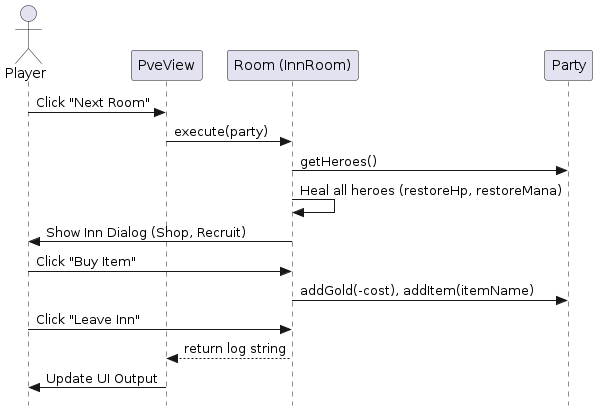 Player
PveView
Room (InnRoom)
Party
Click "Next Room"
execute(party)
getHeroes()
Heal all heroes (restoreHp, restoreMana)
Show Inn Dialog (Shop, Recruit)
Click "Buy Item"
addGold(-cost), addItem(itemName)
Click "Leave Inn"
return log string
Update UI Output